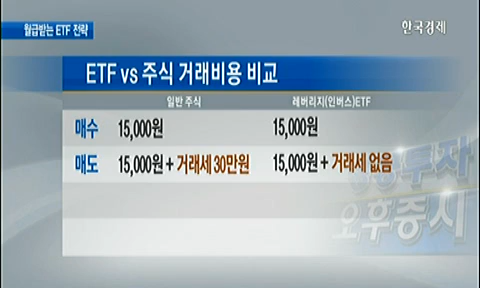 월급받는 ETF 전략
한국경제
ETF vs 주식 거래비용 비교
일반 주식 레버리지(인버스)ETF
매수 15,000원 15,000원
매도 15,000원 + 거래세 30만원 15,000원 + 거래세 없음
투자
오후증시